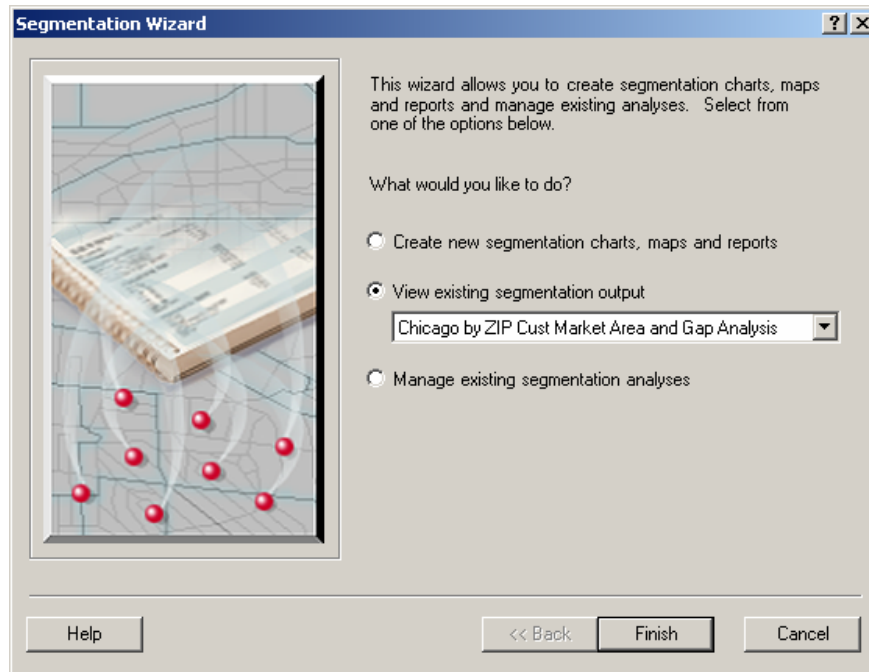 Segmentation Wizard
This wizard allows you to create segmentation charts, maps
and reports and manage existing analyses. Select from
one of the options below.
What would you like to do?
Create new segmentation charts, maps and reports
View existing segmentation output
Chicago by ZIP Cust Market Area and Gap Analysis
Manage existing segmentation analyses
Help
<< Back
Finish
Cancel